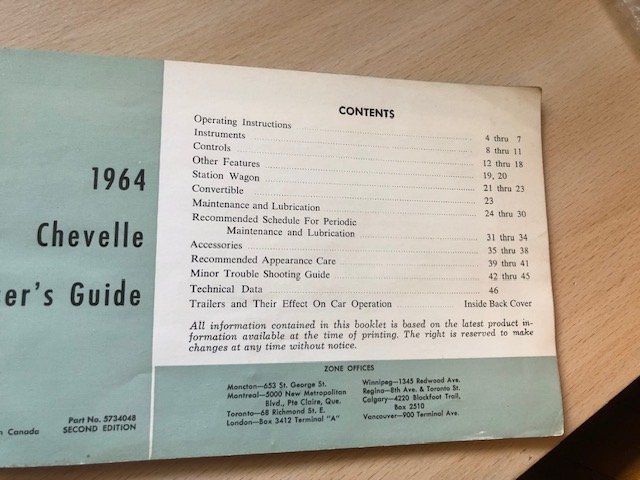 1964
Chevelle
er's Guide
Part No. 5734048
n Canada SECOND EDITION
CONTENTS
Operating Instructions 4 thru 7
Instruments 8 thru 11
Controls 12 thru 18
Other Features 19, 20
Station Wagon 21 thru 23
Convertible 23
Maintenance and Lubrication 24 thru 30
Recommended Schedule For Periodic
Maintenance and Lubrication 31 thru 34
Accessories 35 thru 38
Recommended Appearance Care 39 thru 41
Minor Trouble Shooting Guide 42 thru 45
Technical Data 46
Trailers and Their Effect On Car Operation Inside Back Cover
All information contained in this booklet is based on the latest product in-
formation available at the time of printing. The right is reserved to make
changes at any time without notice.
ZONE OFFICES
Moncton—653 St. George St.
Montreal—5000 New Metropolitan
Blvd., Pte Claire, Que.
Toronto—68 Richmond St. E.
London—Box 3412 Terminal "A"
Winnipeg—1345 Redwood Ave.
Regina—8th Ave. & Toronto St.
Calgary—4220 Blackfoot Trail,
Box 2510
Vancouver—900 Terminal Ave.